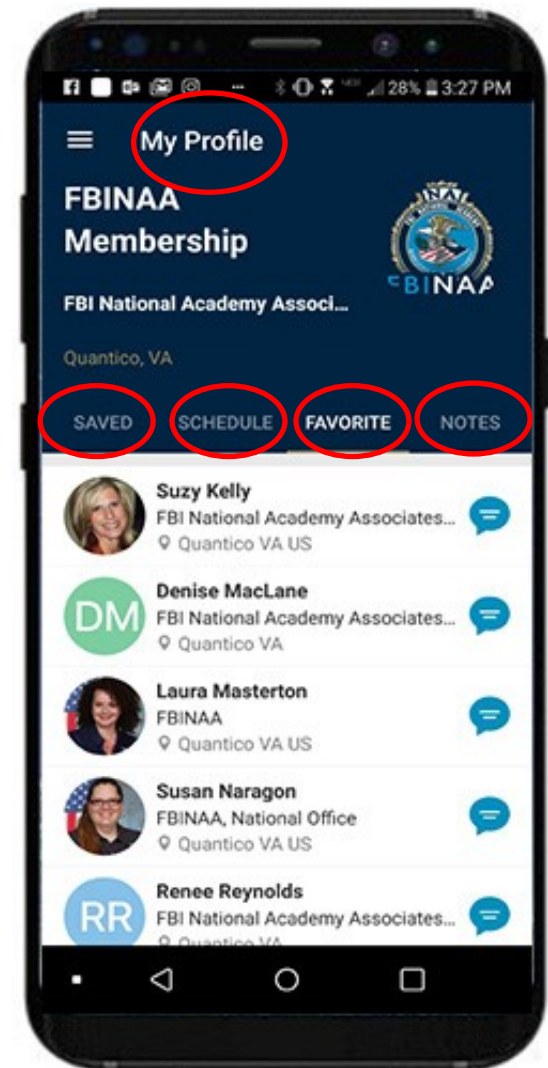 28% 3:27 PM
My Profile
FBINAA
Membership
FBI National Academy Associ...
FBINAA
Quantico, VA
SAVED SCHEDULE FAVORITE NOTES
Suzy Kelly
FBI National Academy Associates...
Quantico VA US
DM
Denise MacLane
FBI National Academy Associates...
Quantico VA
Laura Masterton
FBINAA
Quantico VA US
Susan Naragon
FBINAA, National Office
Quantico VA US
RR
Renee Reynolds
FBI National Academy Associates...
Quantico VA